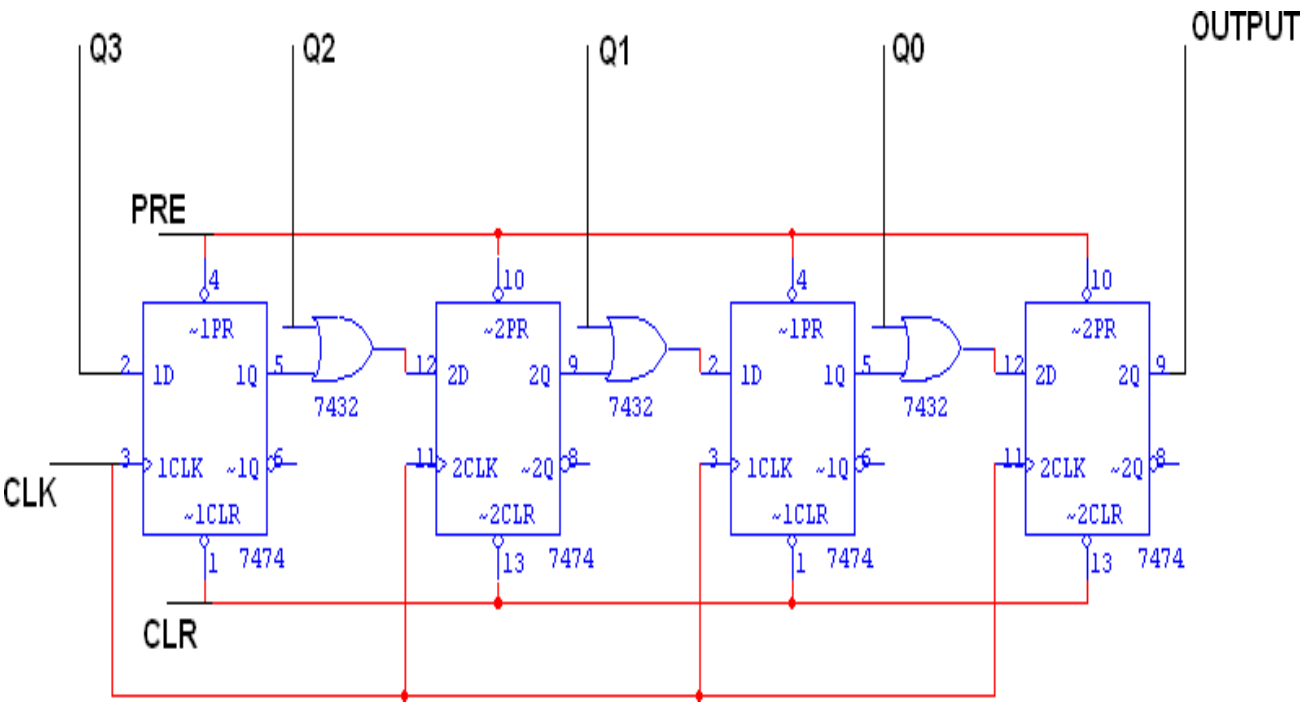 Q3 Q2 Q1 Q0 OUTPUT
PRE
4 10 4 10
~1PR ~2PR ~1PR ~2PR
2 1D 1Q 5 12 2D 2Q 9 2 1D 1Q 5 12 2D 2Q 9
7432 7432 7432
3 1CLK ~1Q 6 11 2CLK ~2Q 8 3 1CLK ~1Q 6 11 2CLK ~2Q 8
CLK
~1CLR ~2CLR ~1CLR ~2CLR
1 7474 13 7474 1 7474 13 7474
CLR